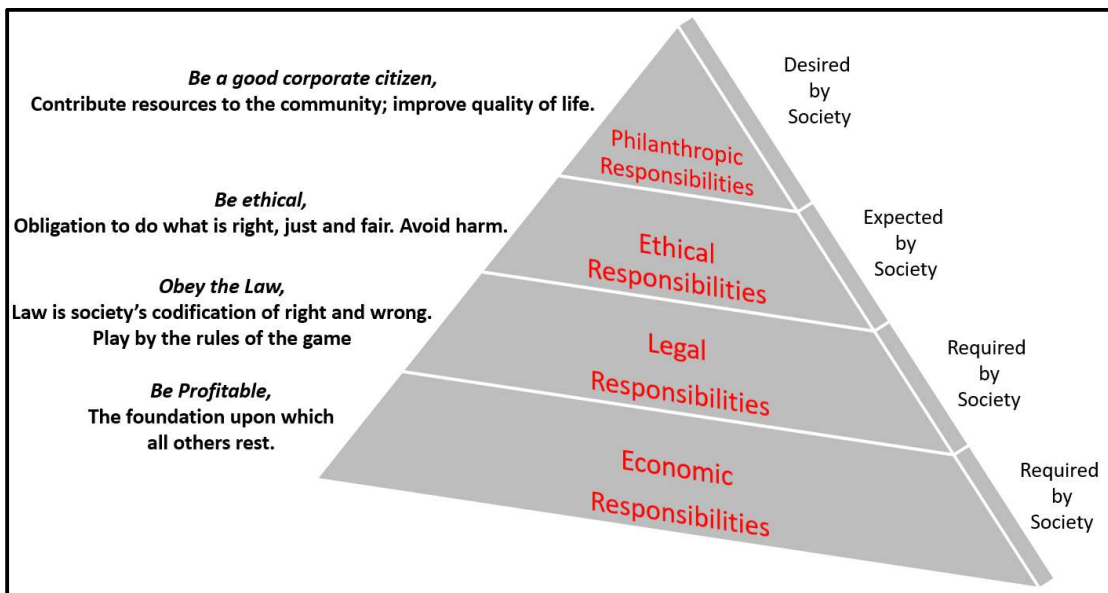 Be a good corporate citizen,
Contribute resources to the community; improve quality of life.
Philanthropic
Responsibilities
Desired
by
Society
Be ethical,
Obligation to do what is right, just and fair. Avoid harm.
Ethical
Responsibilities
Expected
by
Society
Obey the Law,
Law is society’s codification of right and wrong.
Play by the rules of the game
Legal
Responsibilities
Required
by
Society
Be Profitable,
The foundation upon which
all others rest.
Economic
Responsibilities
Required
by
Society